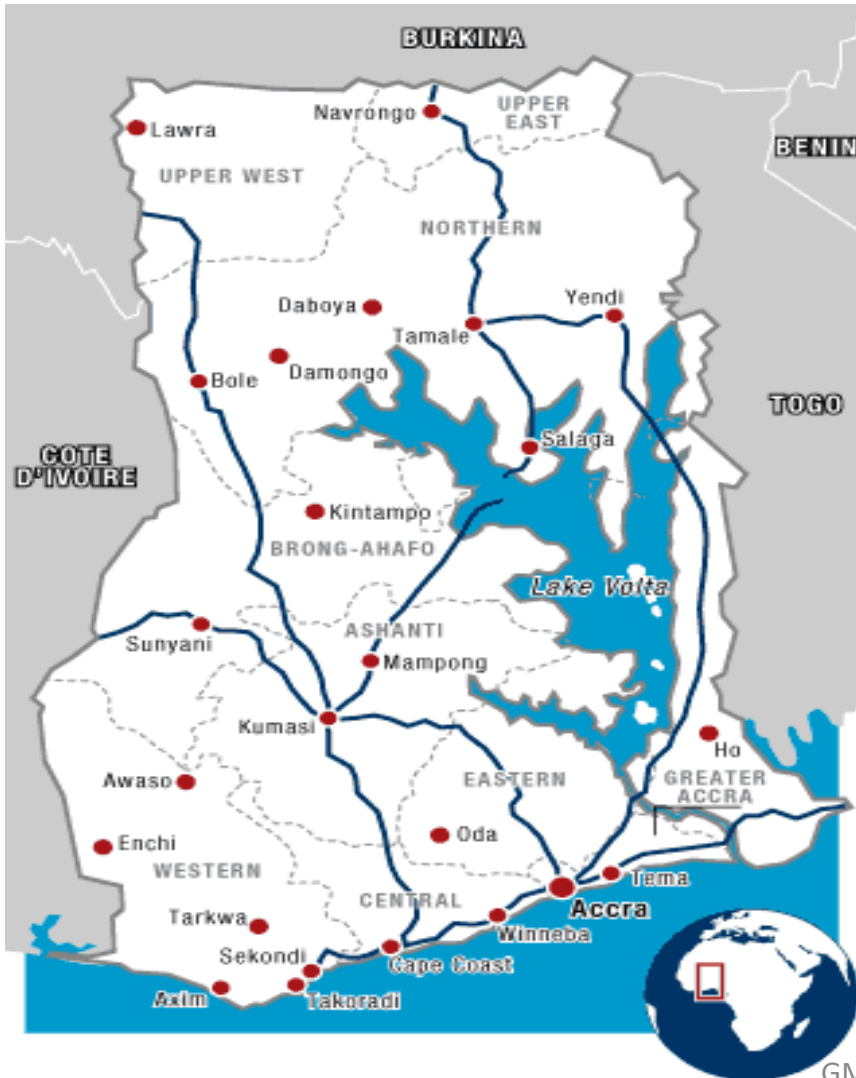 BURKINA
Navrongo
UPPER
EAST
Lawra
BENIN
UPPER WEST
NORTHERN
Daboya
Yendi
Tamale
Damongo
Bole
TOGO
COTE
D'IVOIRE
Salaga
Kintampo
BRONG-AHAFO
Lake Volta
Sunyani
ASHANTI
Mampong
Kumasi
Ho
Awaso
EASTERN
GREATER
ACCRA
Enchi
Oda
WESTERN
Tema
CENTRAL
Accra
Tarkwa
Winneba
Sekondi
Cape Coast
Axim
Takoradi